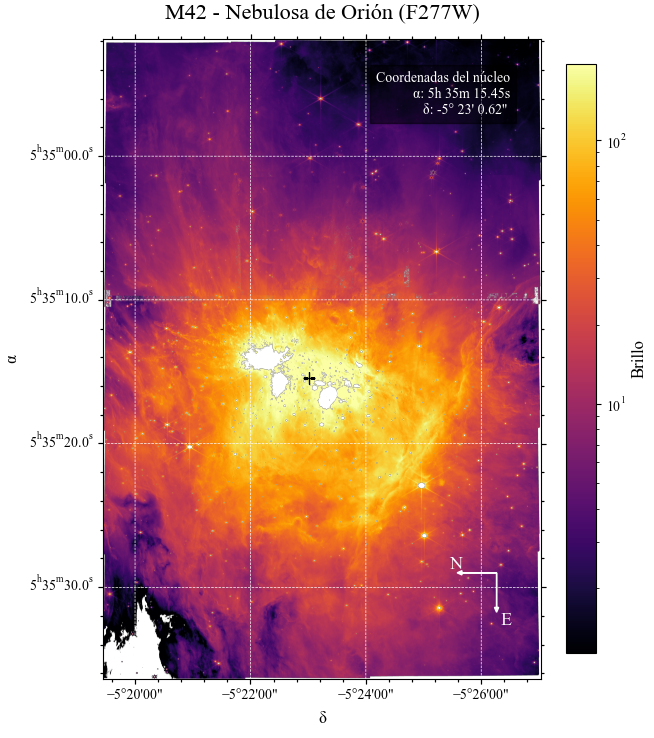 M42 - Nebulosa de Orión (F277W)
Coordenadas del núcleo
α: 5h 35m 15.45s
δ: -5° 23' 0.62"
5ʰ35ᵐ00.0ˢ
5ʰ35ᵐ10.0ˢ
5ʰ35ᵐ20.0ˢ
5ʰ35ᵐ30.0ˢ
α
N
E
−5°20'00"
−5°22'00"
−5°24'00"
−5°26'00"
δ
10²
10¹
Brillo